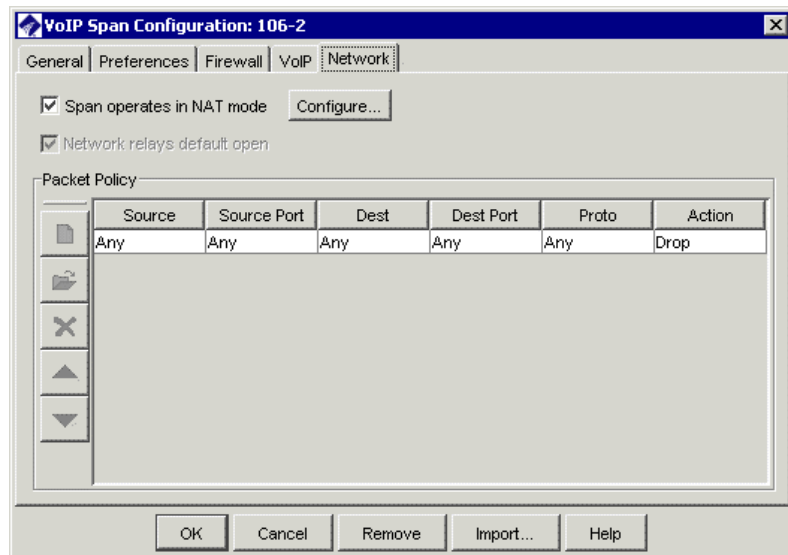 VoIP Span Configuration: 106-2
General Preferences Firewall VoIP Network
Span operates in NAT mode Configure...
Network relays default open
Packet Policy
Source Source Port Dest Dest Port Proto Action
Any Any Any Any Any Drop
OK Cancel Remove Import... Help